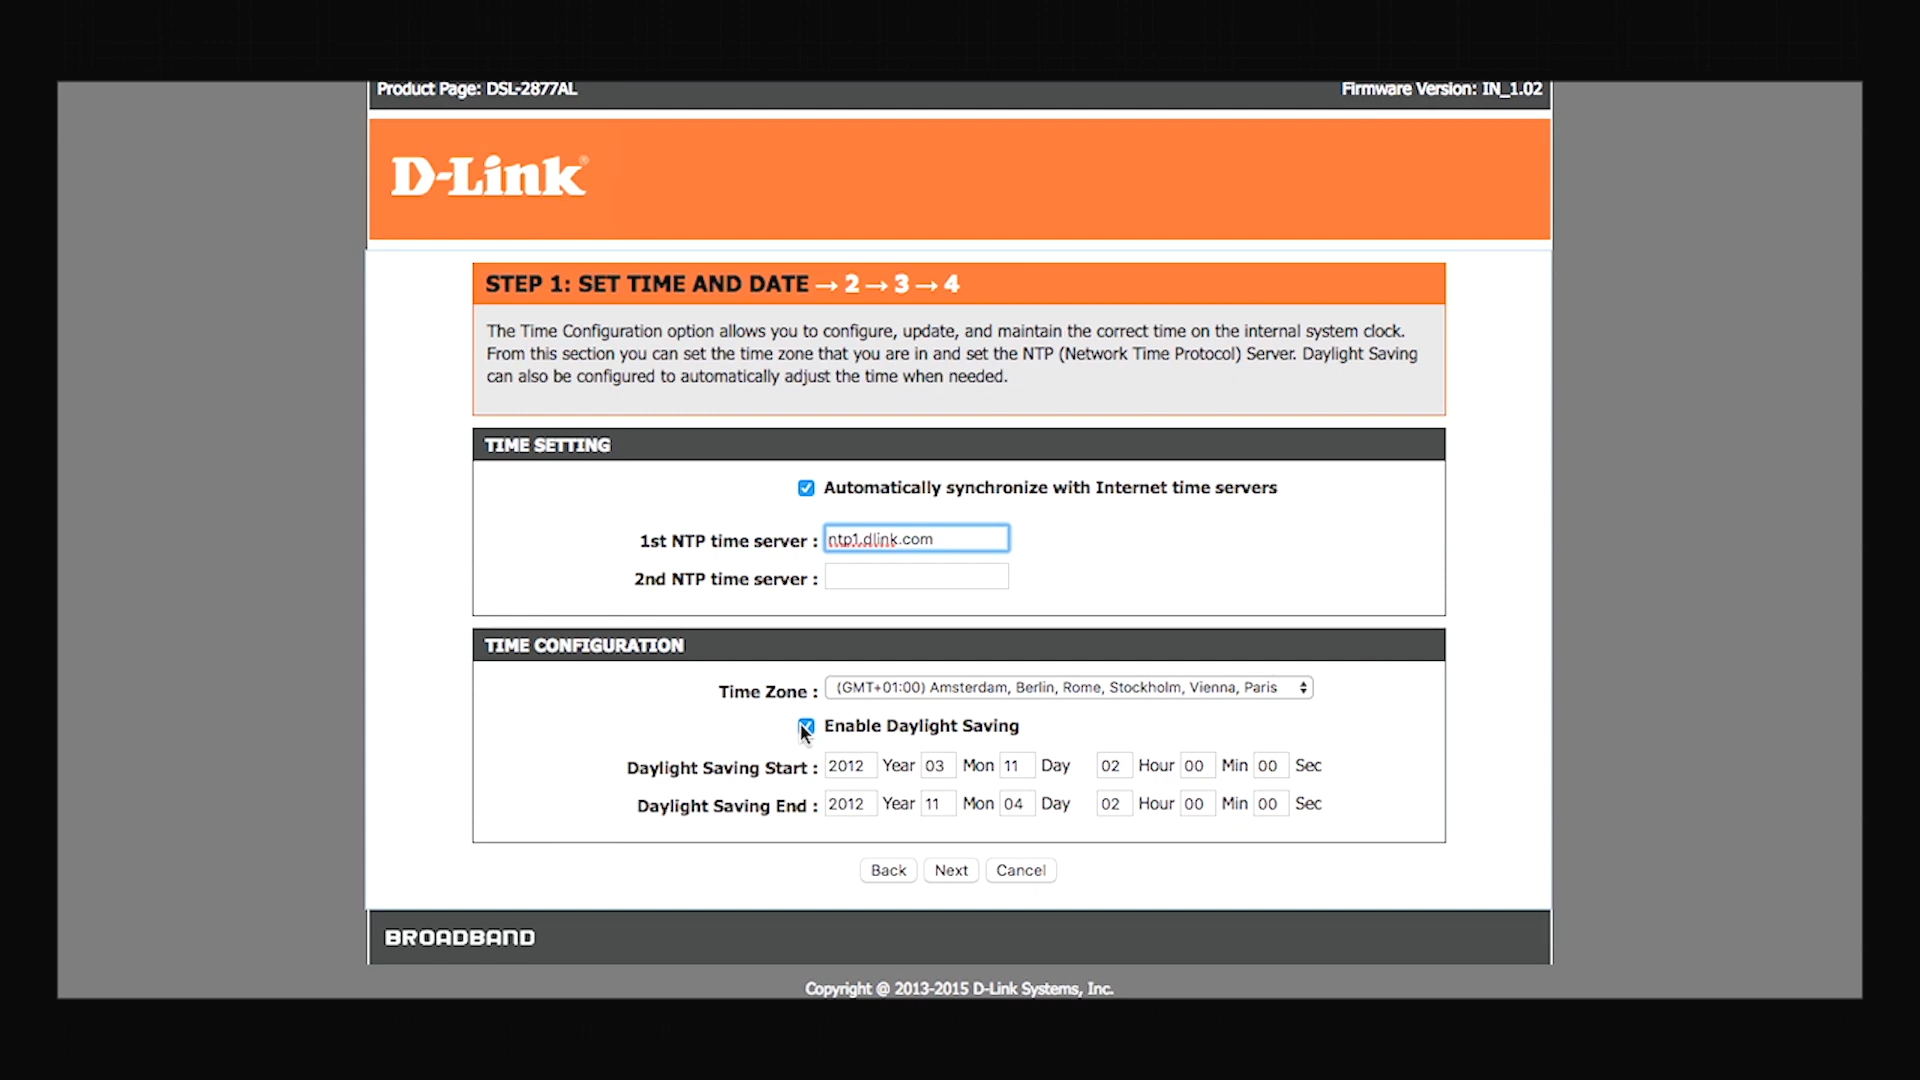 Product Page: DSL-2877AL Firmware Version: IN_1.02
D-Link®
STEP 1: SET TIME AND DATE → 2 → 3 → 4
The Time Configuration option allows you to configure, update, and maintain the correct time on the internal system clock.
From this section you can set the time zone that you are in and set the NTP (Network Time Protocol) Server. Daylight Saving
can also be configured to automatically adjust the time when needed.
TIME SETTING
Automatically synchronize with Internet time servers
1st NTP time server : ntp1.dlink.com
2nd NTP time server :
TIME CONFIGURATION
Time Zone : (GMT+01:00) Amsterdam, Berlin, Rome, Stockholm, Vienna, Paris
Enable Daylight Saving
Daylight Saving Start : 2012 Year 03 Mon 11 Day 02 Hour 00 Min 00 Sec
Daylight Saving End : 2012 Year 11 Mon 04 Day 02 Hour 00 Min 00 Sec
Back Next Cancel
BROADBAND
Copyright @ 2013-2015 D-Link Systems, Inc.